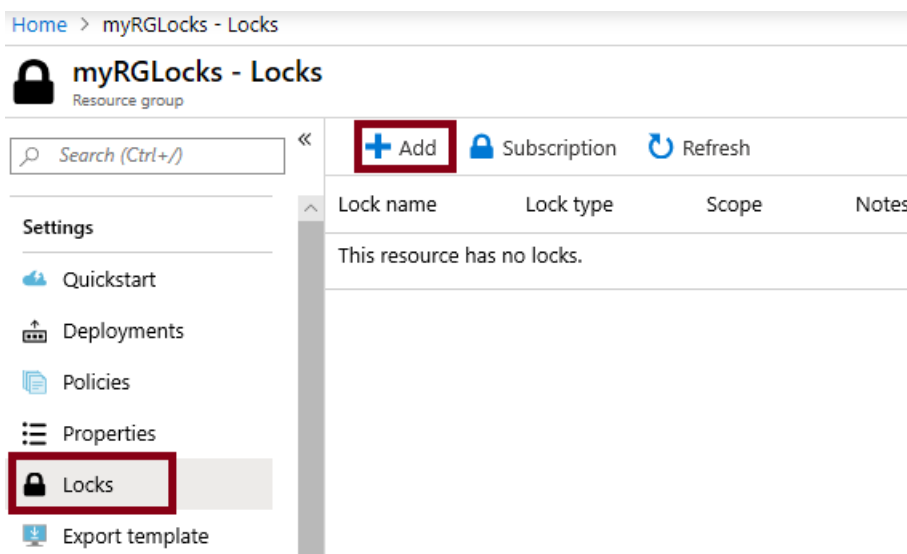 Home > myRGLocks - Locks
myRGLocks - Locks
Resource group
Search (Ctrl+/)
«
Settings
Quickstart
Deployments
Policies
Properties
Locks
Export template
Add
Subscription
Refresh
Lock name Lock type Scope Notes
This resource has no locks.